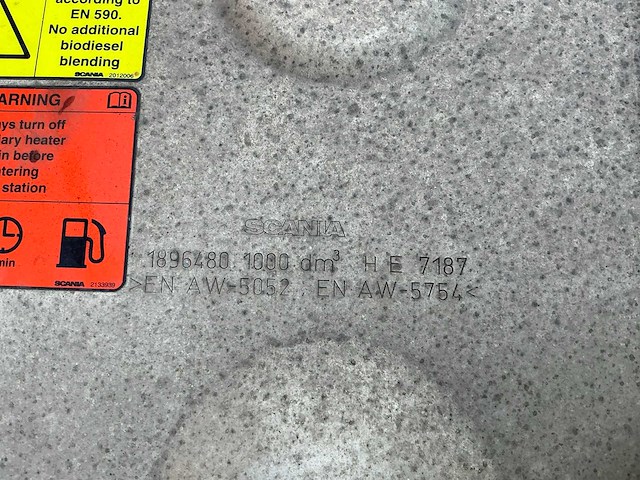 according to
EN 590.
No additional
biodiesel
blending
SCANIA 2012006
ARNING
ys turn off
ary heater
in before
tering
station
min
SCANIA 2133939
SCANIA
1896480 1000 dm³ H E 7187
>EN AW-5052 EN AW-5754<